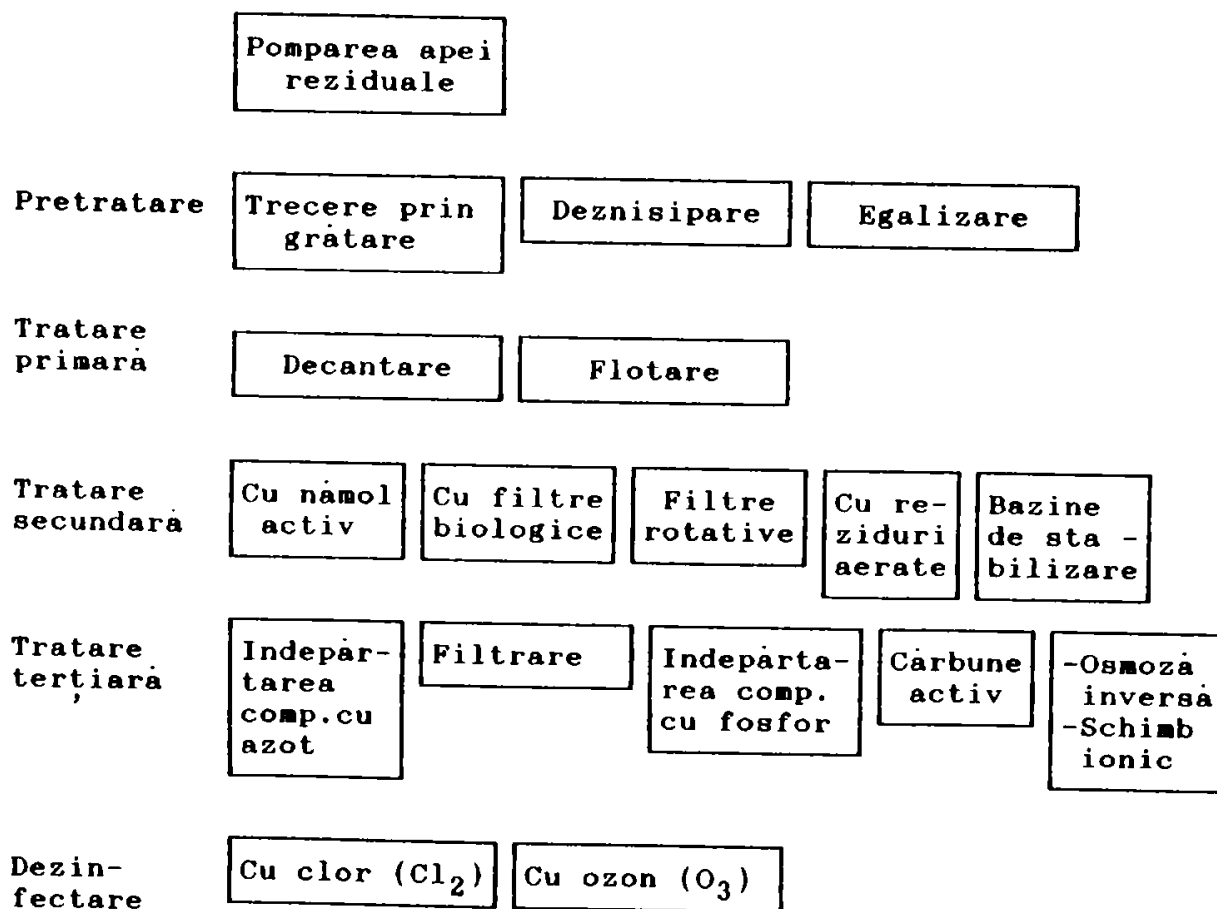 Pomparea apei
reziduale
Pretratare
Trecere prin
grătare
Deznisipare
Egalizare
Tratare
primară
Decantare
Flotare
Tratare
secundară
Cu nămol
activ
Cu filtre
biologice
Filtre
rotative
Cu re-
ziduri
aerate
Bazine
de sta -
bilizare
Tratare
terțiară
Indepăr-
tarea
comp.cu
azot
Filtrare
Indepărta-
rea comp.
cu fosfor
Cărbune
activ
-Osmoză
inversă
-Schimb
ionic
Dezin-
fectare
Cu clor (Cl₂)
Cu ozon (O₃)